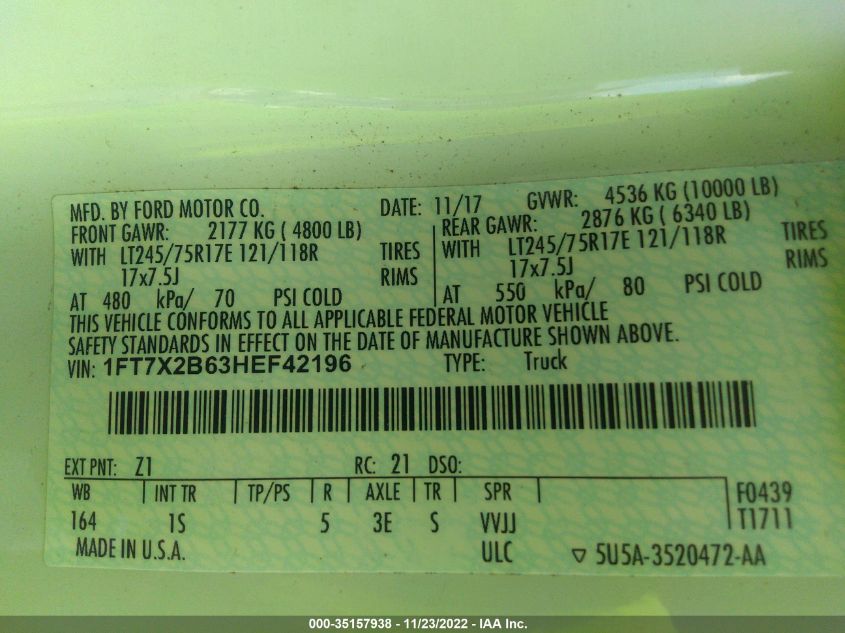 MFD. BY FORD MOTOR CO. DATE: 11/17 GVWR: 4536 KG (10000 LB)
FRONT GAWR: 2177 KG ( 4800 LB) REAR GAWR: 2876 KG ( 6340 LB)
WITH LT245/75R17E 121/118R TIRES WITH LT245/75R17E 121/118R TIRES
17x7.5J RIMS 17x7.5J RIMS
AT 480 kPa/ 70 PSI COLD AT 550 kPa/ 80 PSI COLD
THIS VEHICLE CONFORMS TO ALL APPLICABLE FEDERAL MOTOR VEHICLE
SAFETY STANDARDS IN EFFECT ON THE DATE OF MANUFACTURE SHOWN ABOVE.
VIN: 1FT7X2B63HEF42196 TYPE: Truck
EXT PNT: Z1 RC: 21 DSO:
WB INT TR TP/PS R AXLE TR SPR F0439
164 1S 5 3E S VVJJ T1711
MADE IN U.S.A. ULC 5U5A-3520472-AA
000-35157938 - 11/23/2022 - IAA Inc.